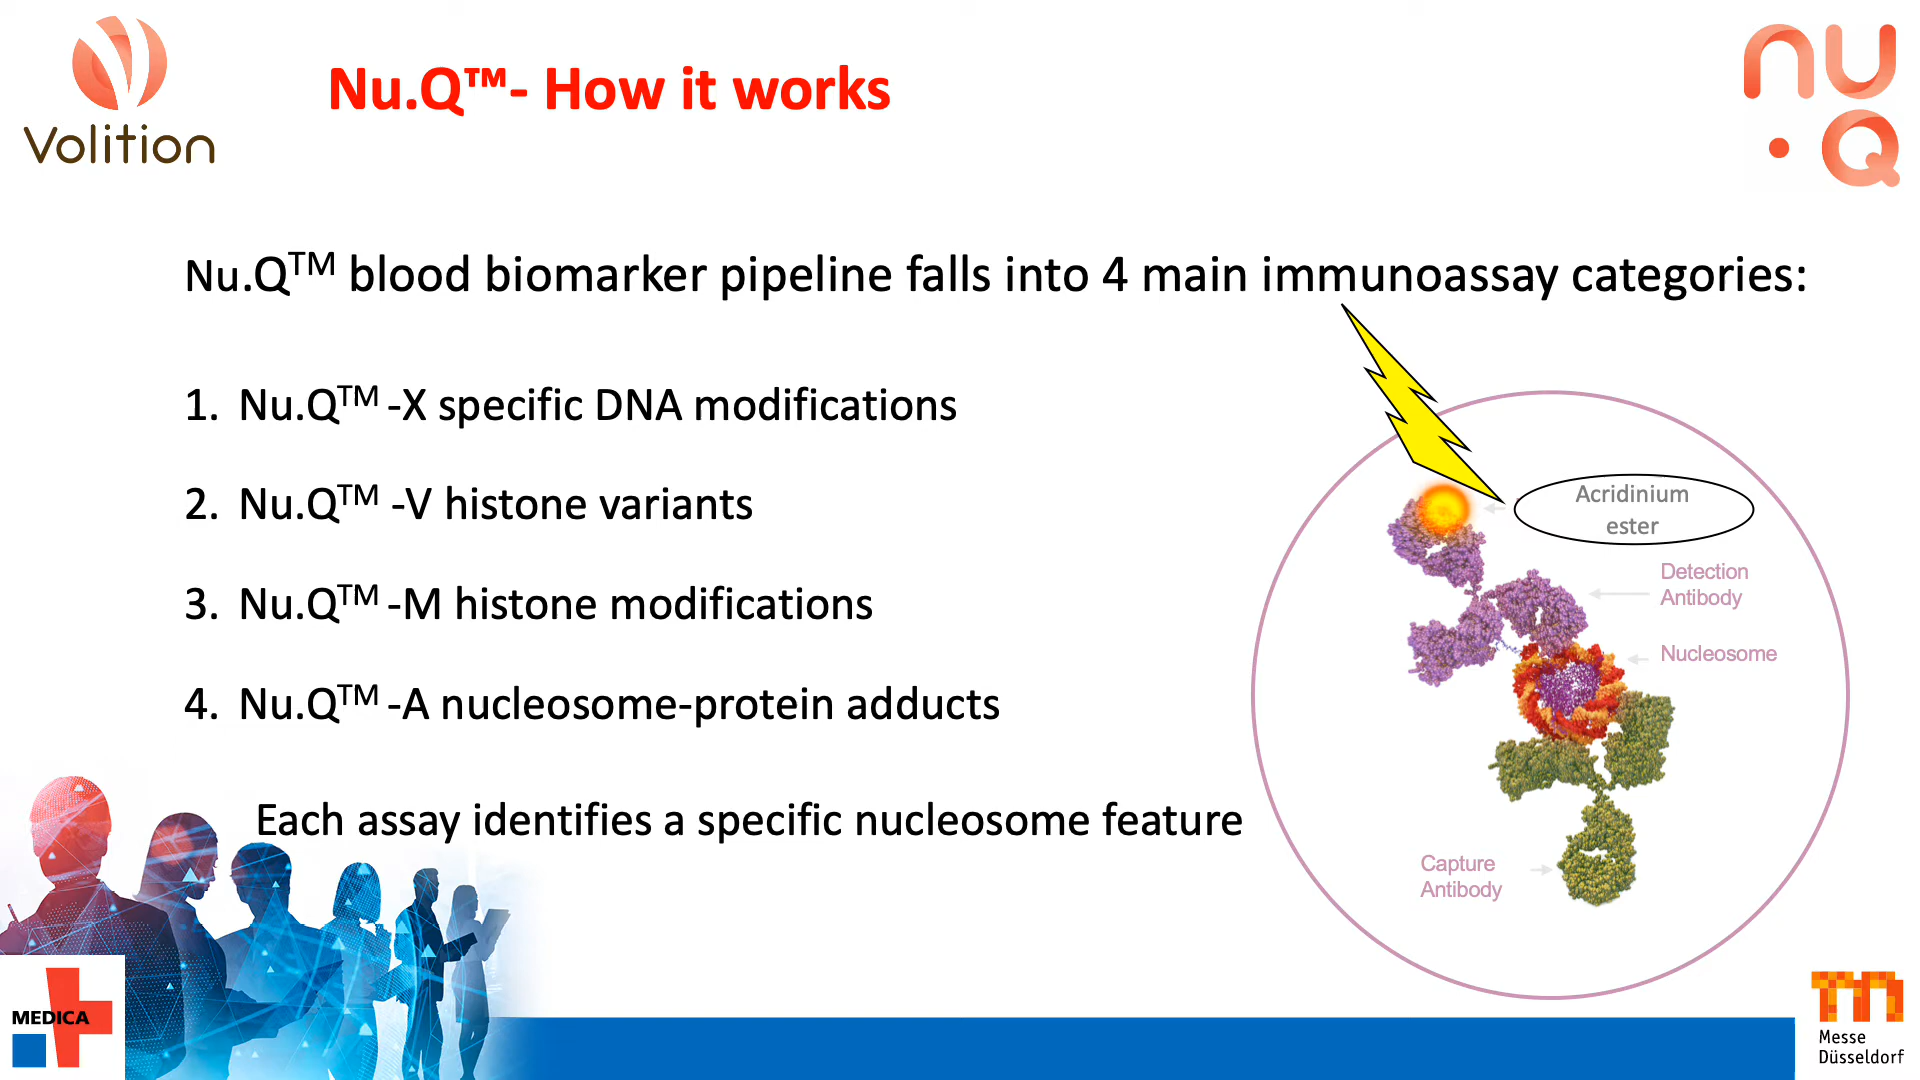 Volition
Nu.Q™- How it works
nu
.Q
Nu.Q™ blood biomarker pipeline falls into 4 main immunoassay categories:
1. Nu.Q™ -X specific DNA modifications
2. Nu.Q™ -V histone variants
3. Nu.Q™ -M histone modifications
4. Nu.Q™ -A nucleosome-protein adducts
Each assay identifies a specific nucleosome feature
Acridinium
ester
Detection
Antibody
Nucleosome
Capture
Antibody
MEDICA
Messe
Düsseldorf